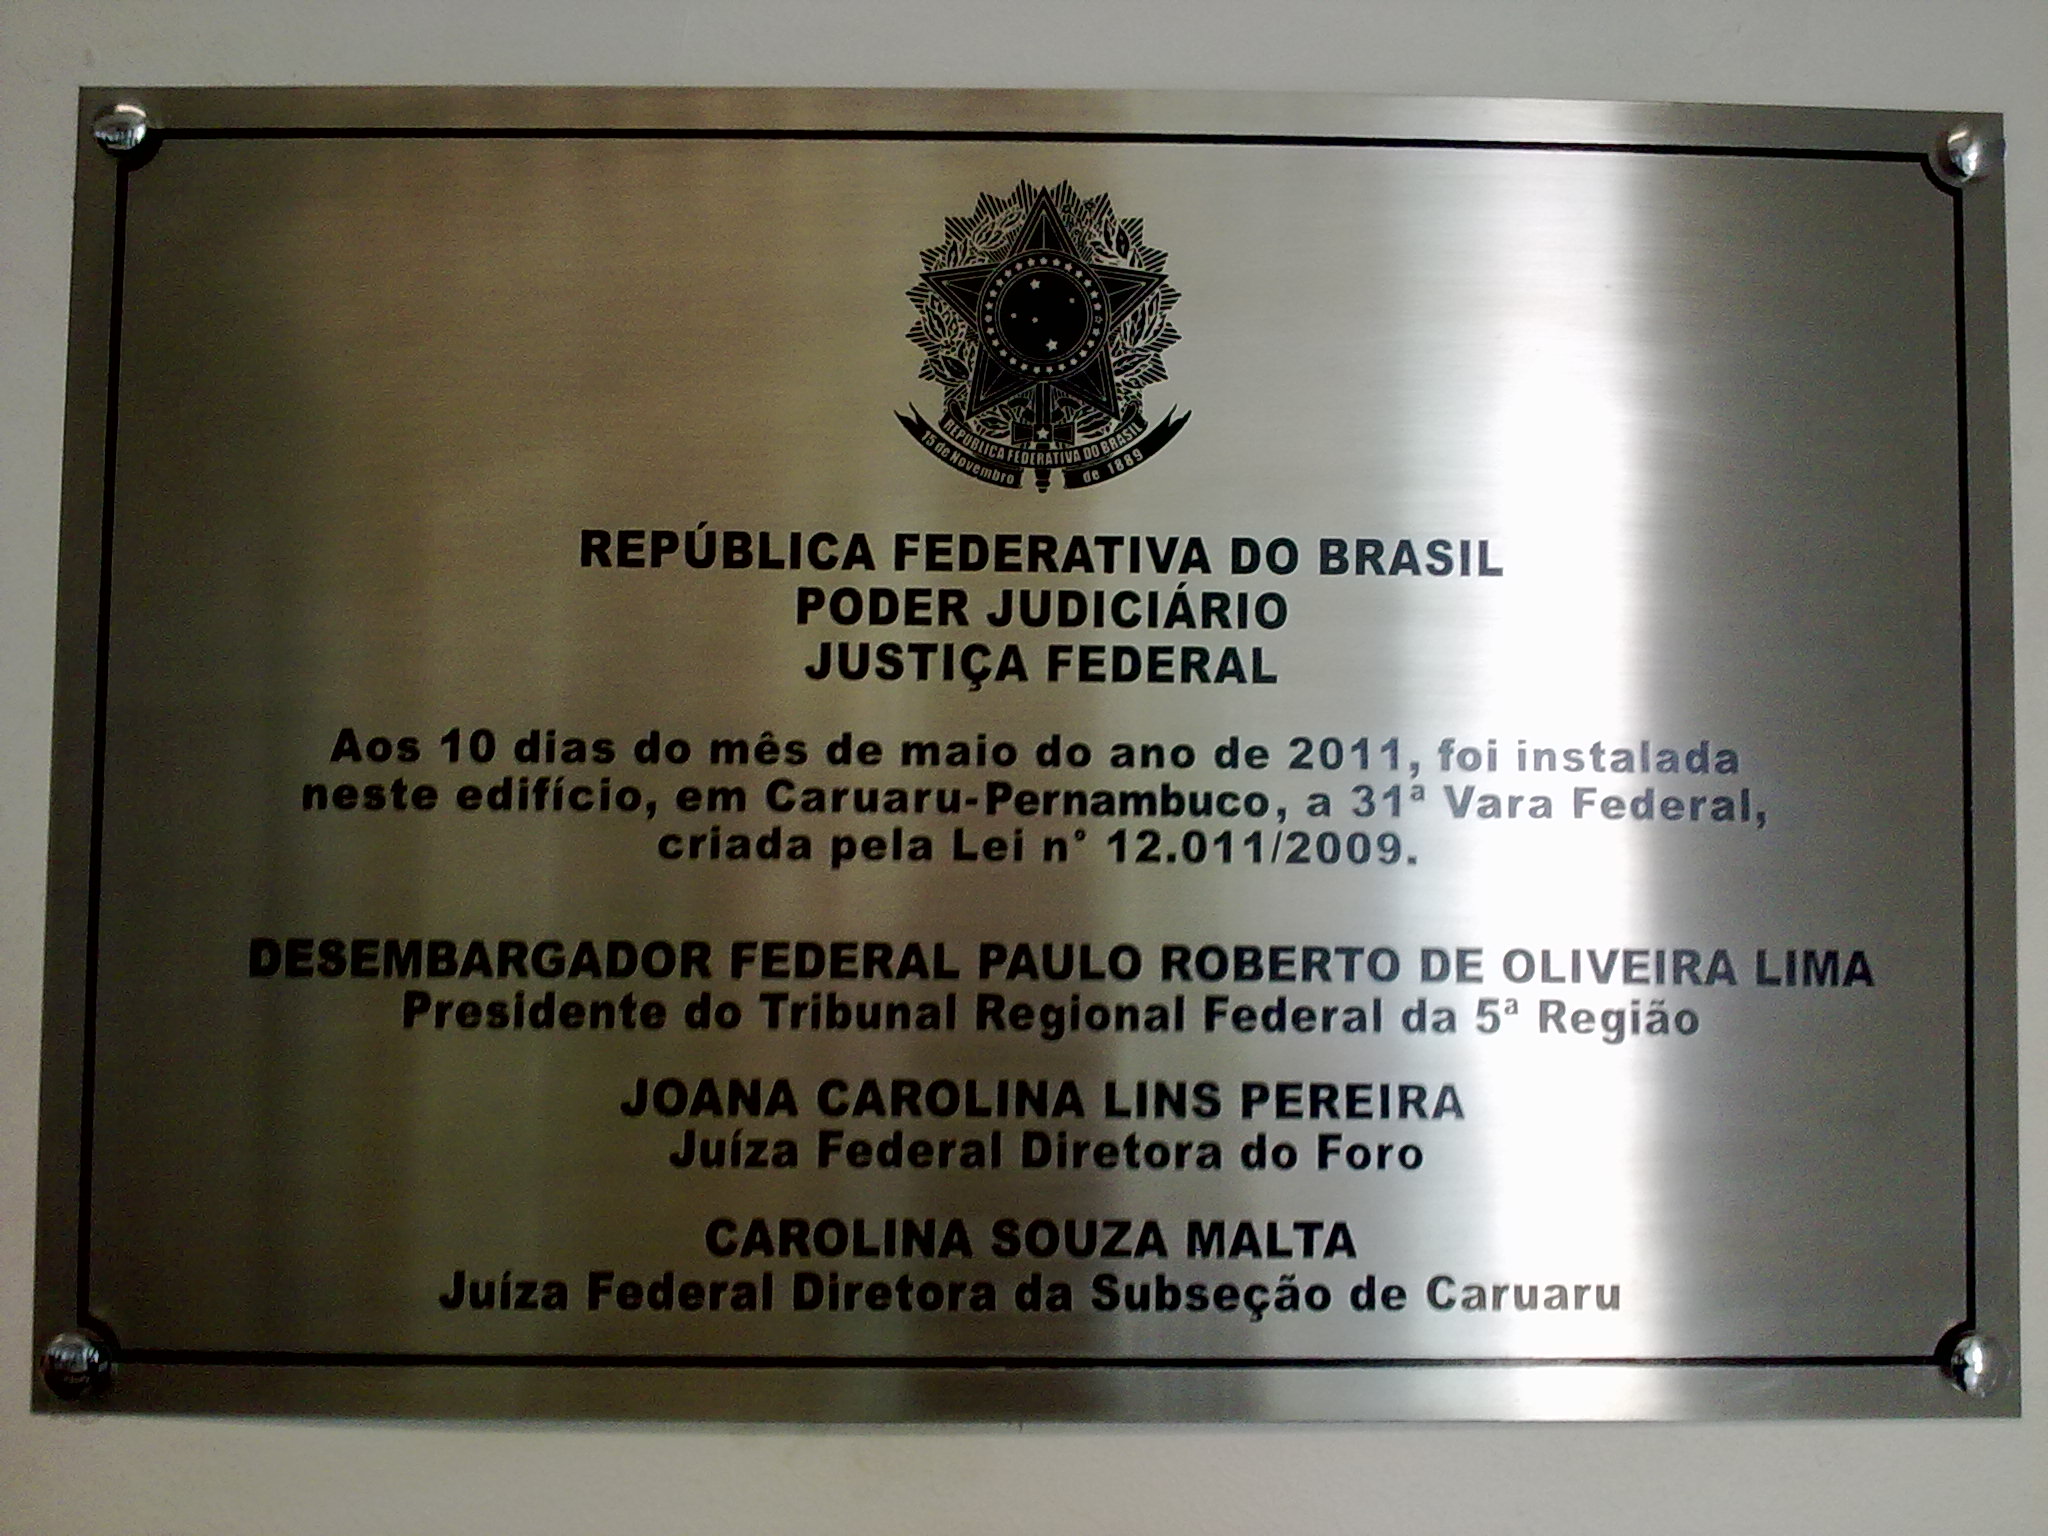 REPÚBLICA FEDERATIVA DO BRASIL
15 de Novembro de 1889
REPÚBLICA FEDERATIVA DO BRASIL
PODER JUDICIÁRIO
JUSTIÇA FEDERAL
Aos 10 dias do mês de maio do ano de 2011, foi instalada
neste edifício, em Caruaru-Pernambuco, a 31ª Vara Federal,
criada pela Lei n° 12.011/2009.
DESEMBARGADOR FEDERAL PAULO ROBERTO DE OLIVEIRA LIMA
Presidente do Tribunal Regional Federal da 5ª Região
JOANA CAROLINA LINS PEREIRA
Juíza Federal Diretora do Foro
CAROLINA SOUZA MALTA
Juíza Federal Diretora da Subseção de Caruaru